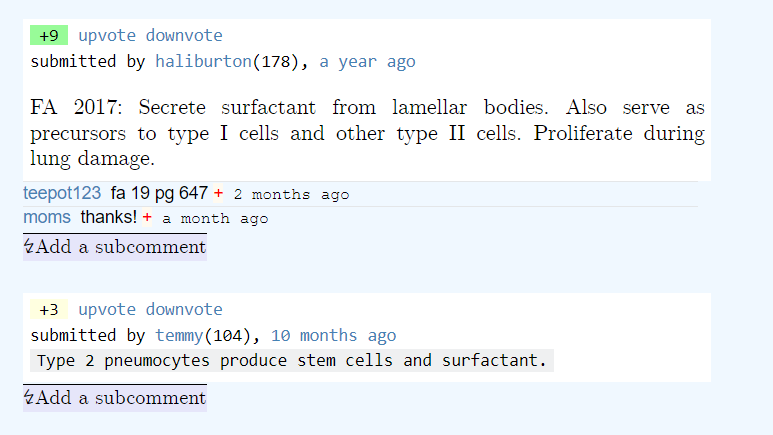 +9 upvote downvote
submitted by haliburton(178), a year ago
FA 2017: Secrete surfactant from lamellar bodies. Also serve as
precursors to type I cells and other type II cells. Proliferate during
lung damage.
teepot123 fa 19 pg 647 + 2 months ago
moms thanks! + a month ago
↯Add a subcomment
+3 upvote downvote
submitted by temmy(104), 10 months ago
Type 2 pneumocytes produce stem cells and surfactant.
↯Add a subcomment